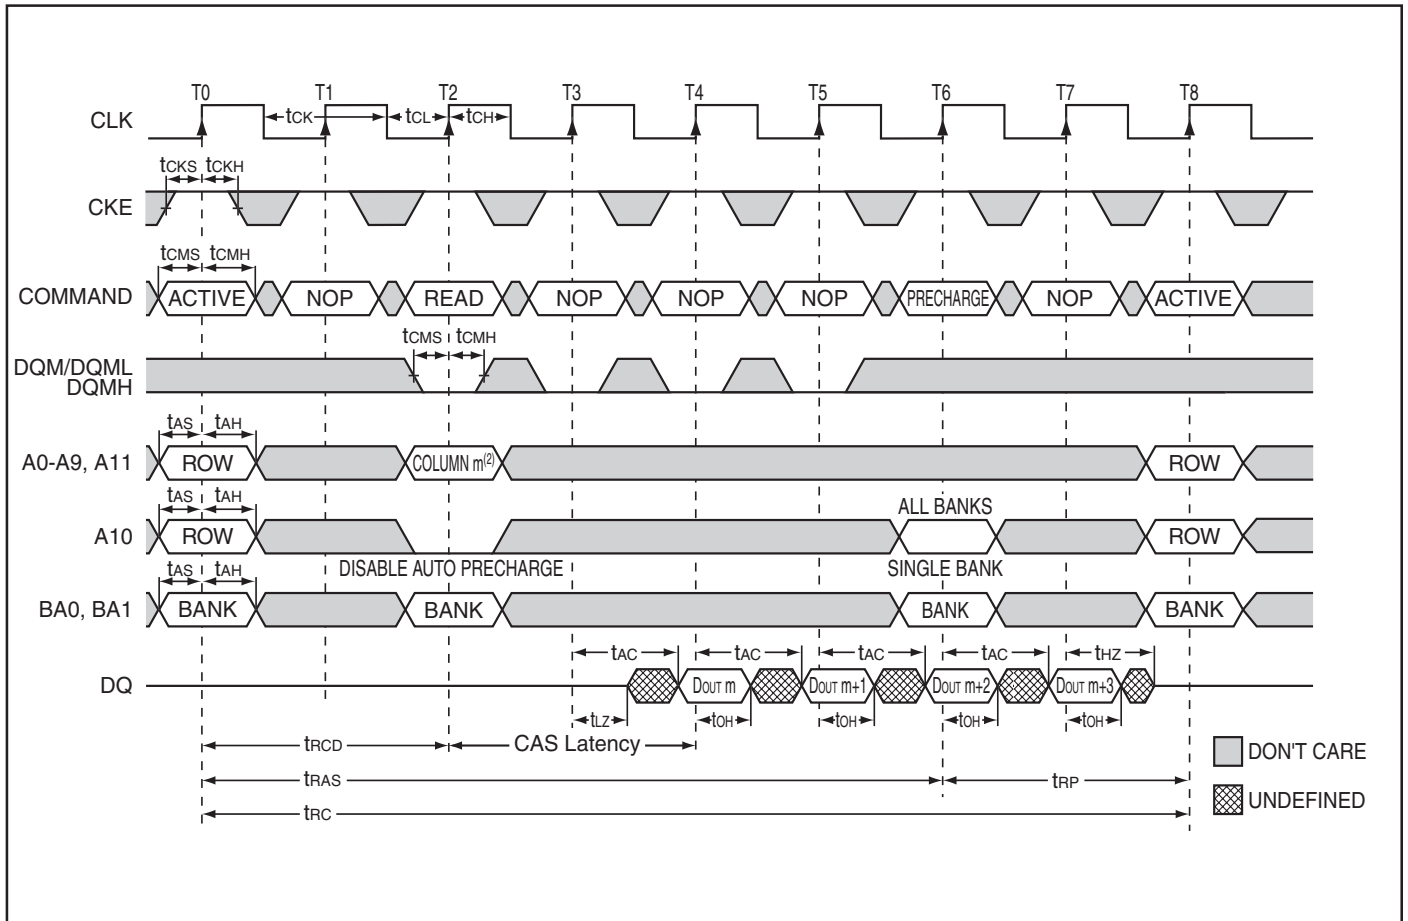 T0 T1 T2 T3 T4 T5 T6 T7 T8
CLK tCK tCL tCH
tCKS tCKH
CKE
tCMS tCMH
COMMAND ACTIVE NOP READ NOP NOP NOP PRECHARGE NOP ACTIVE
tCMS tCMH
DQM/DQML
DQMH
tAS tAH
A0-A9, A11 ROW COLUMN m(2) ROW
tAS tAH ALL BANKS
A10 ROW ROW
tAS tAH DISABLE AUTO PRECHARGE SINGLE BANK
BA0, BA1 BANK BANK BANK BANK
tAC tAC tAC tAC tHZ
DQ DOUT m DOUT m+1 DOUT m+2 DOUT m+3
tLZ tOH tOH tOH tOH
tRCD CAS Latency
DON'T CARE
tRAS tRP
UNDEFINED
tRC